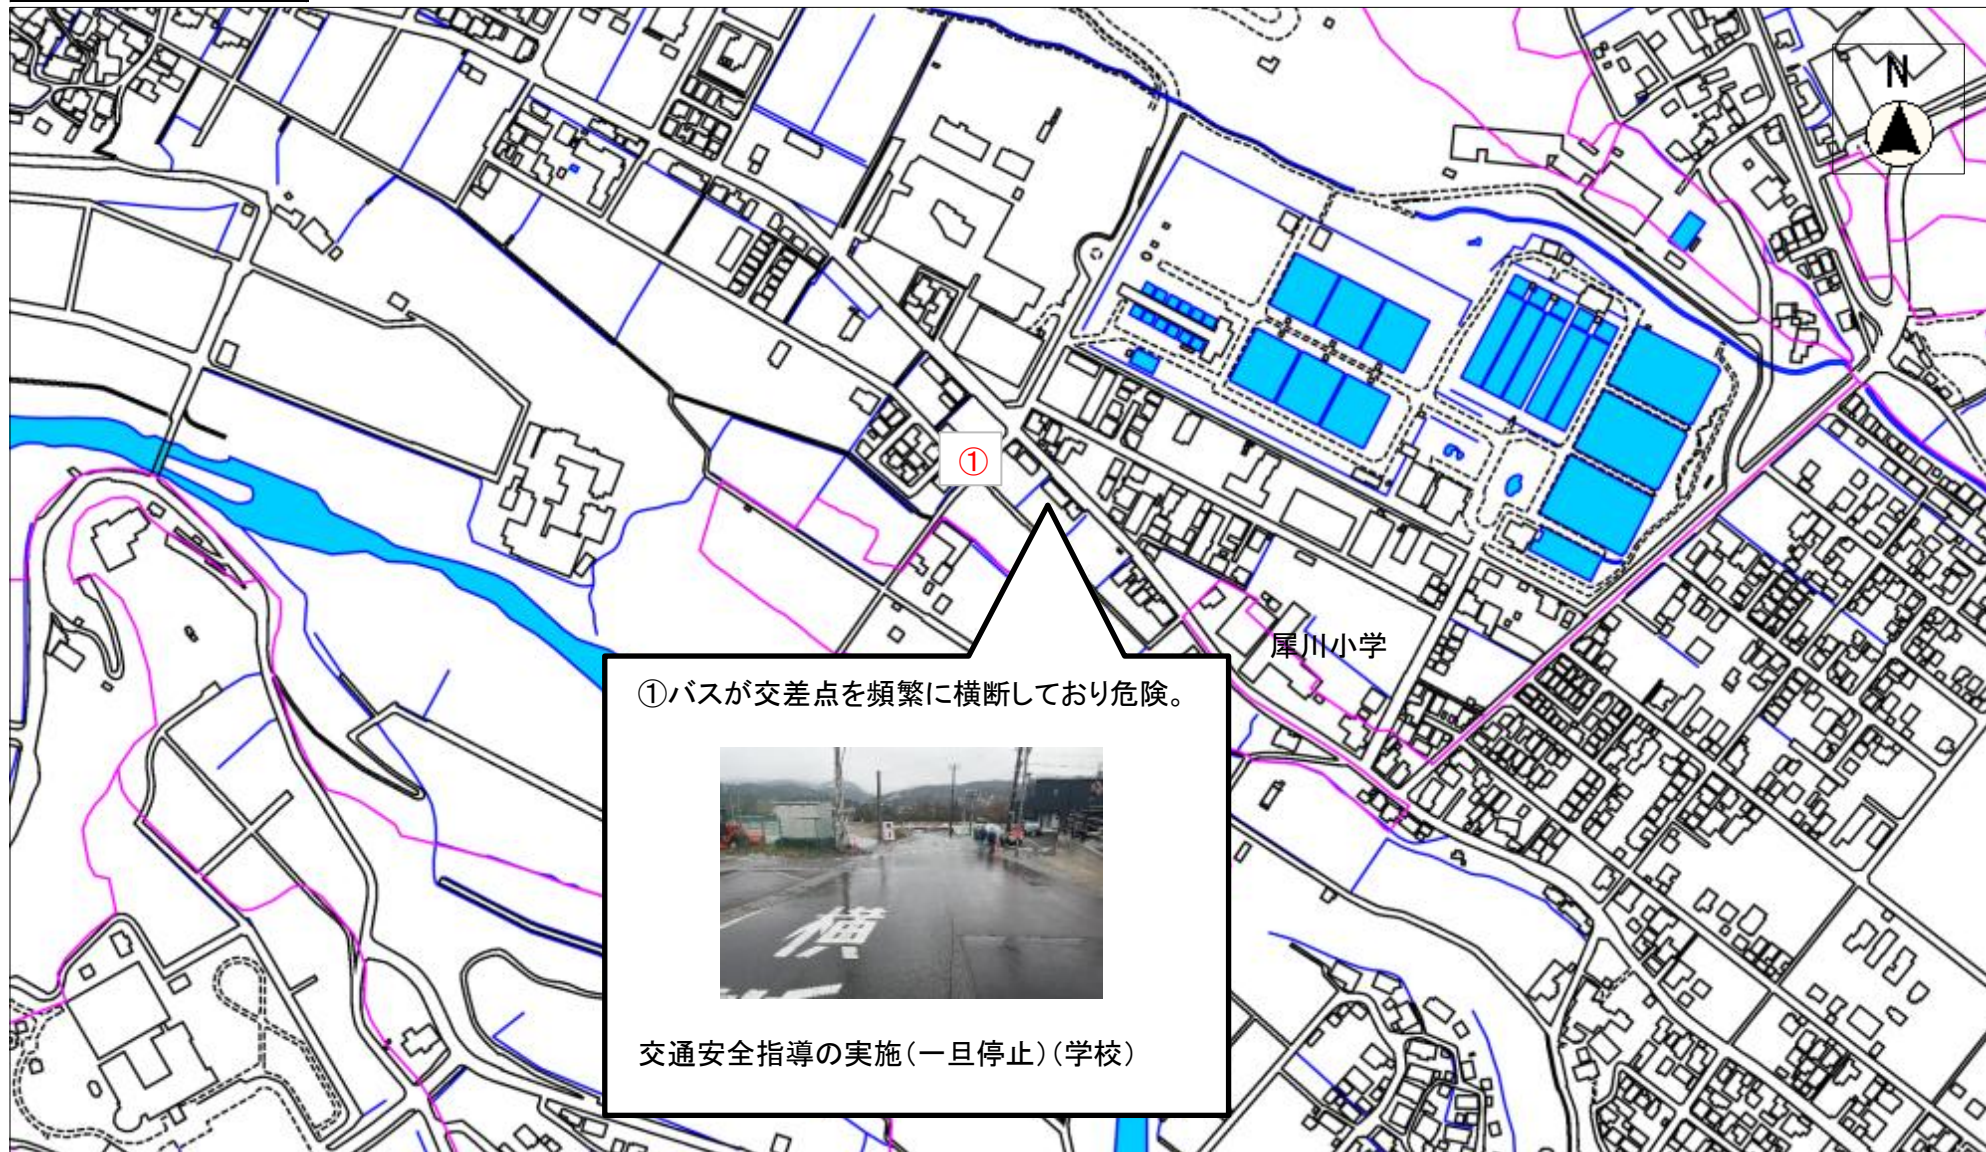 N
①
犀川小学
①バスが交差点を頻繁に横断しており危険。
横
交通安全指導の実施(一旦停止)(学校)